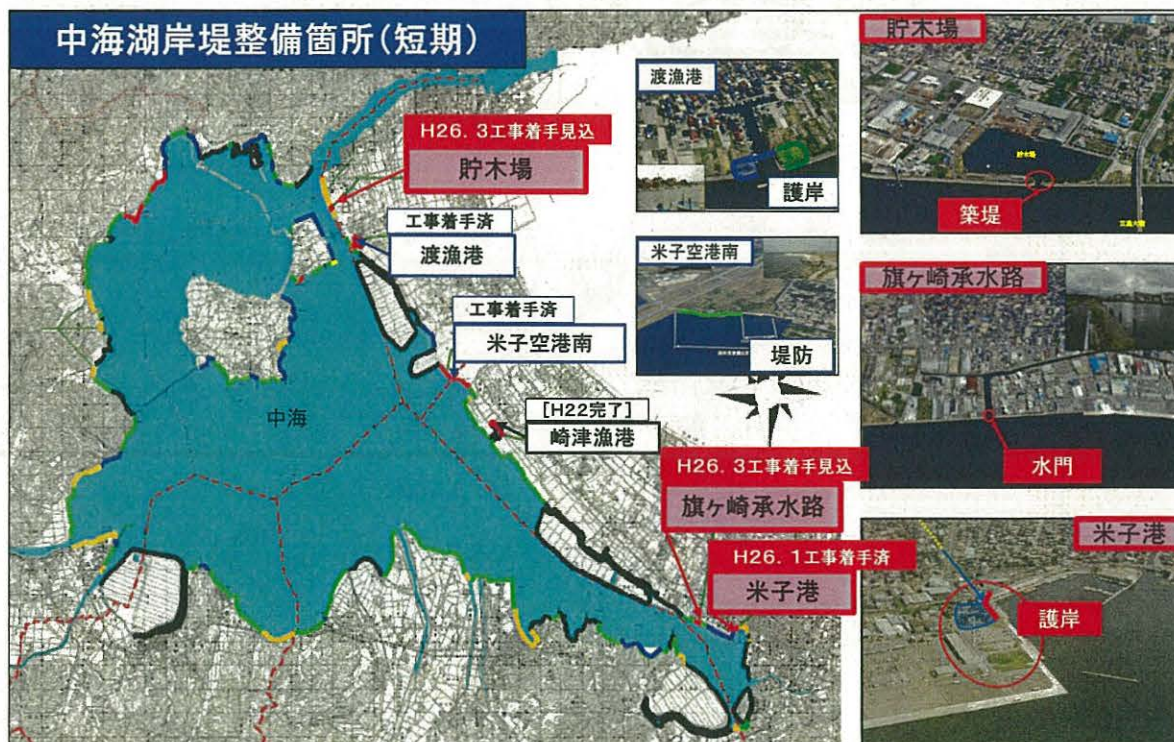 中海湖岸堤整備箇所（短期）
H26．3工事着手見込
貯木場
工事着手済
渡漁港
工事着手済
米子空港南
［H22完了］
崎津漁港
中海
H26．3工事着手見込
旗ヶ崎承水路
H26．1工事着手済
米子港
渡漁港
護岸
米子空港南
堤防
貯木場
貯木場
築堤
旗ヶ崎承水路
水門
米子港
護岸